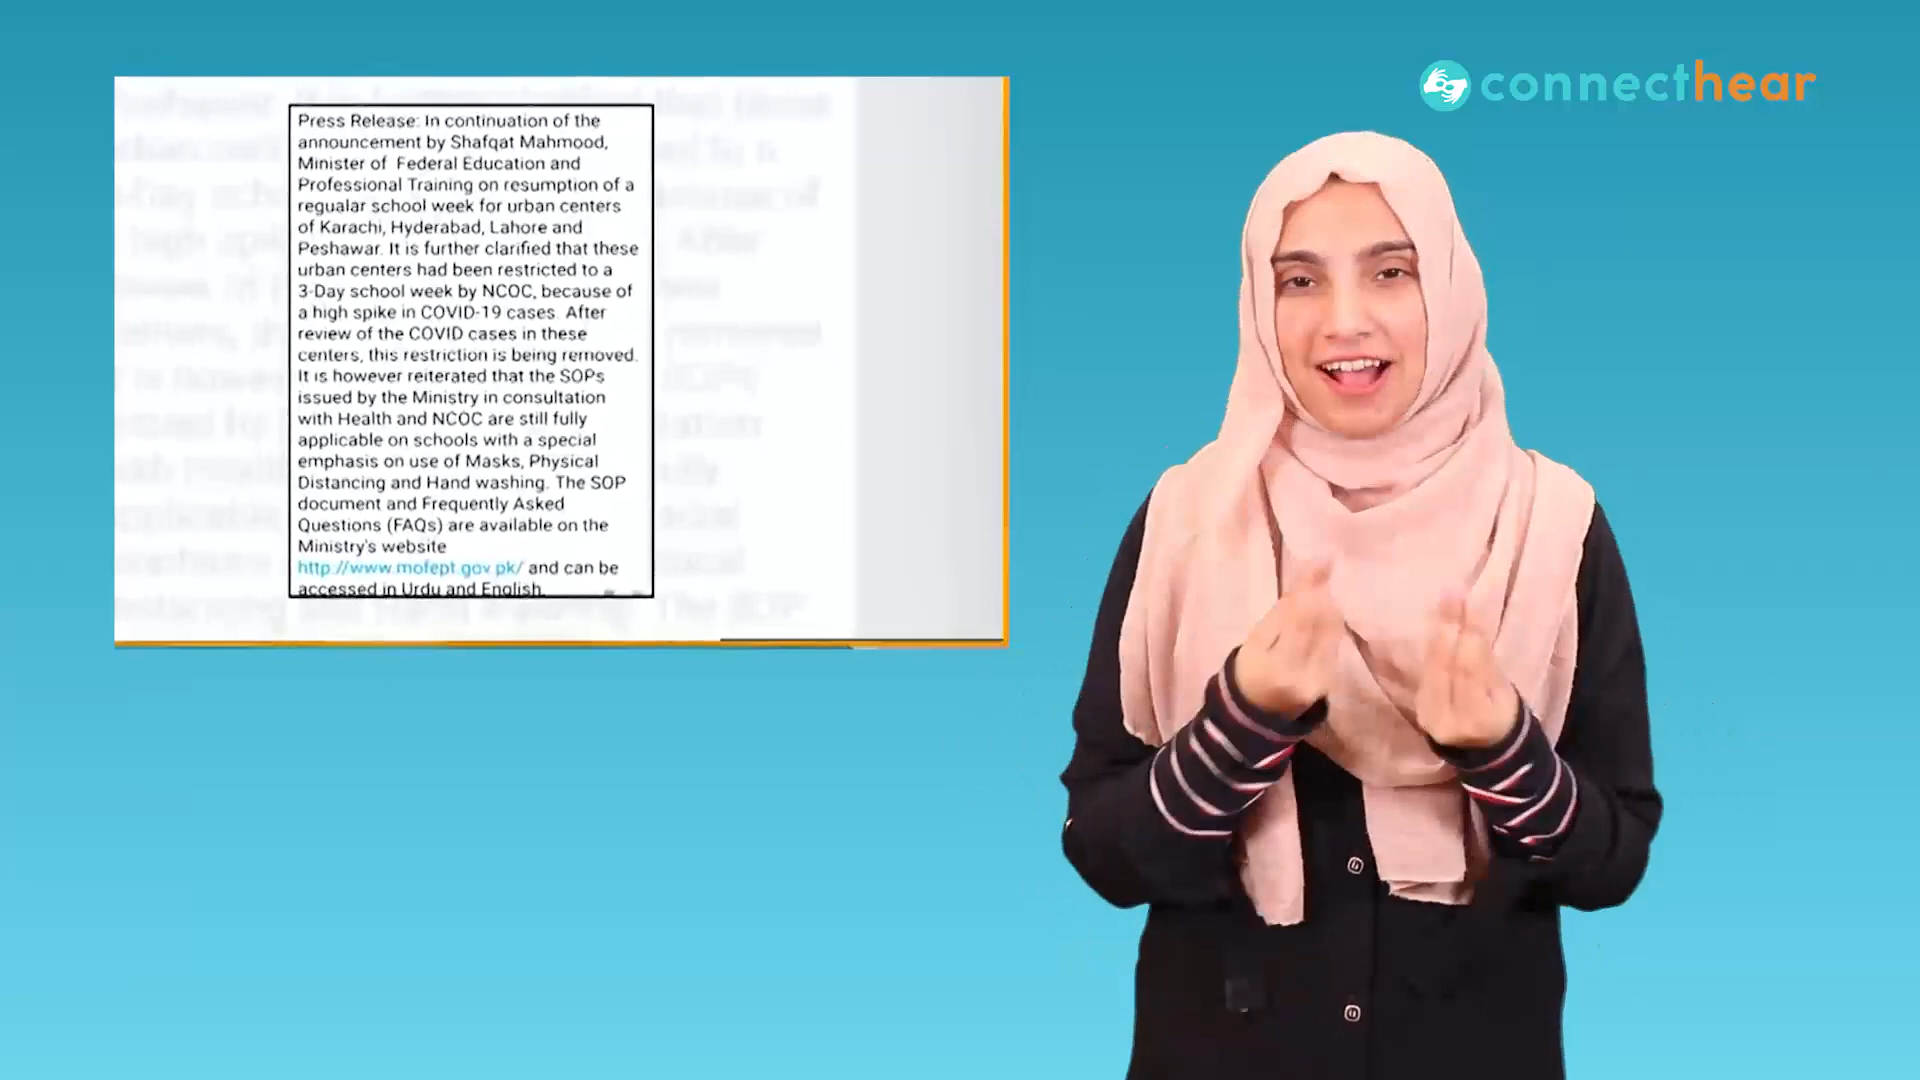 connecthear
Press Release: In continuation of the
announcement by Shafqat Mahmood,
Minister of Federal Education and
Professional Training on resumption of a
regualar school week for urban centers
of Karachi, Hyderabad, Lahore and
Peshawar. It is further clarified that these
urban centers had been restricted to a
3-Day school week by NCOC, because of
a high spike in COVID-19 cases. After
review of the COVID cases in these
centers, this restriction is being removed.
It is however reiterated that the SOPs
issued by the Ministry in consultation
with Health and NCOC are still fully
applicable on schools with a special
emphasis on use of Masks, Physical
Distancing and Hand washing. The SOP
document and Frequently Asked
Questions (FAQs) are available on the
Ministry's website
http://www.mofept.gov.pk/ and can be
accessed in Urdu and English.